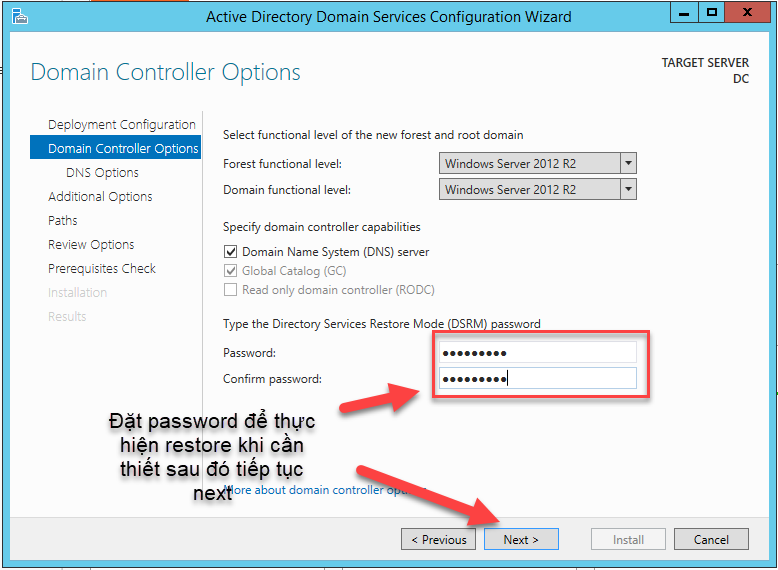 Active Directory Domain Services Configuration Wizard
Domain Controller Options
TARGET SERVER
DC
Deployment Configuration
Domain Controller Options
DNS Options
Additional Options
Paths
Review Options
Prerequisites Check
Installation
Results
Select functional level of the new forest and root domain
Forest functional level: Windows Server 2012 R2
Domain functional level: Windows Server 2012 R2
Specify domain controller capabilities
Domain Name System (DNS) server
Global Catalog (GC)
Read only domain controller (RODC)
Type the Directory Services Restore Mode (DSRM) password
Password: ●●●●●●●●●
Confirm password: ●●●●●●●●●
Đặt password để thực
hiện restore khi cần
thiết sau đó tiếp tục
next
More about domain controller
< Previous Next > Install Cancel